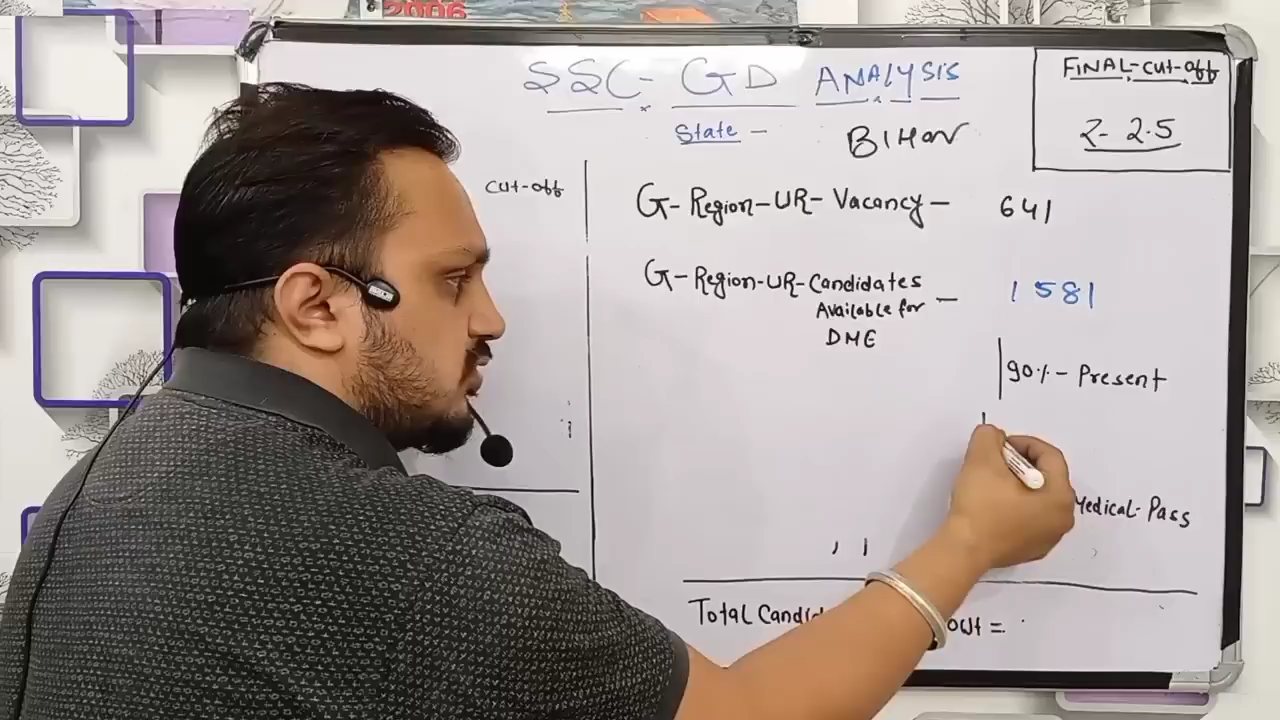 2006
SSC- GD ANALYSIS
State - BIHar
FINAL-cut-off
2- 2.5
cut-off
G- Region-UR- Vacancy - 641
G- Region-UR-Candidates
Available for - 1581
DME
90%- Present
Medical- Pass
Total out =